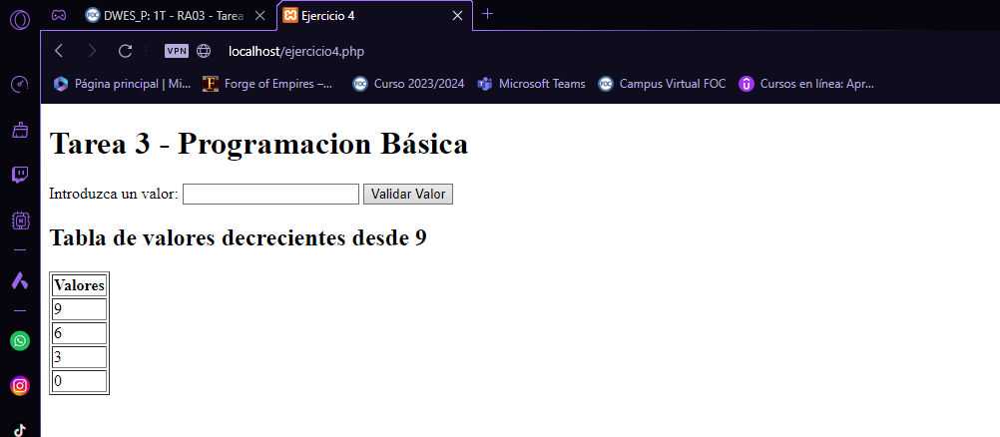 DWES_P: 1T - RA03 - Tarea
Ejercicio 4
VPN
localhost/ejercicio4.php
Página principal | Mi...
Forge of Empires –...
Curso 2023/2024
Microsoft Teams
Campus Virtual FOC
Cursos en línea: Apr...
Tarea 3 - Programacion Básica
Introduzca un valor:
Validar Valor
Tabla de valores decrecientes desde 9
Valores
9
6
3
0